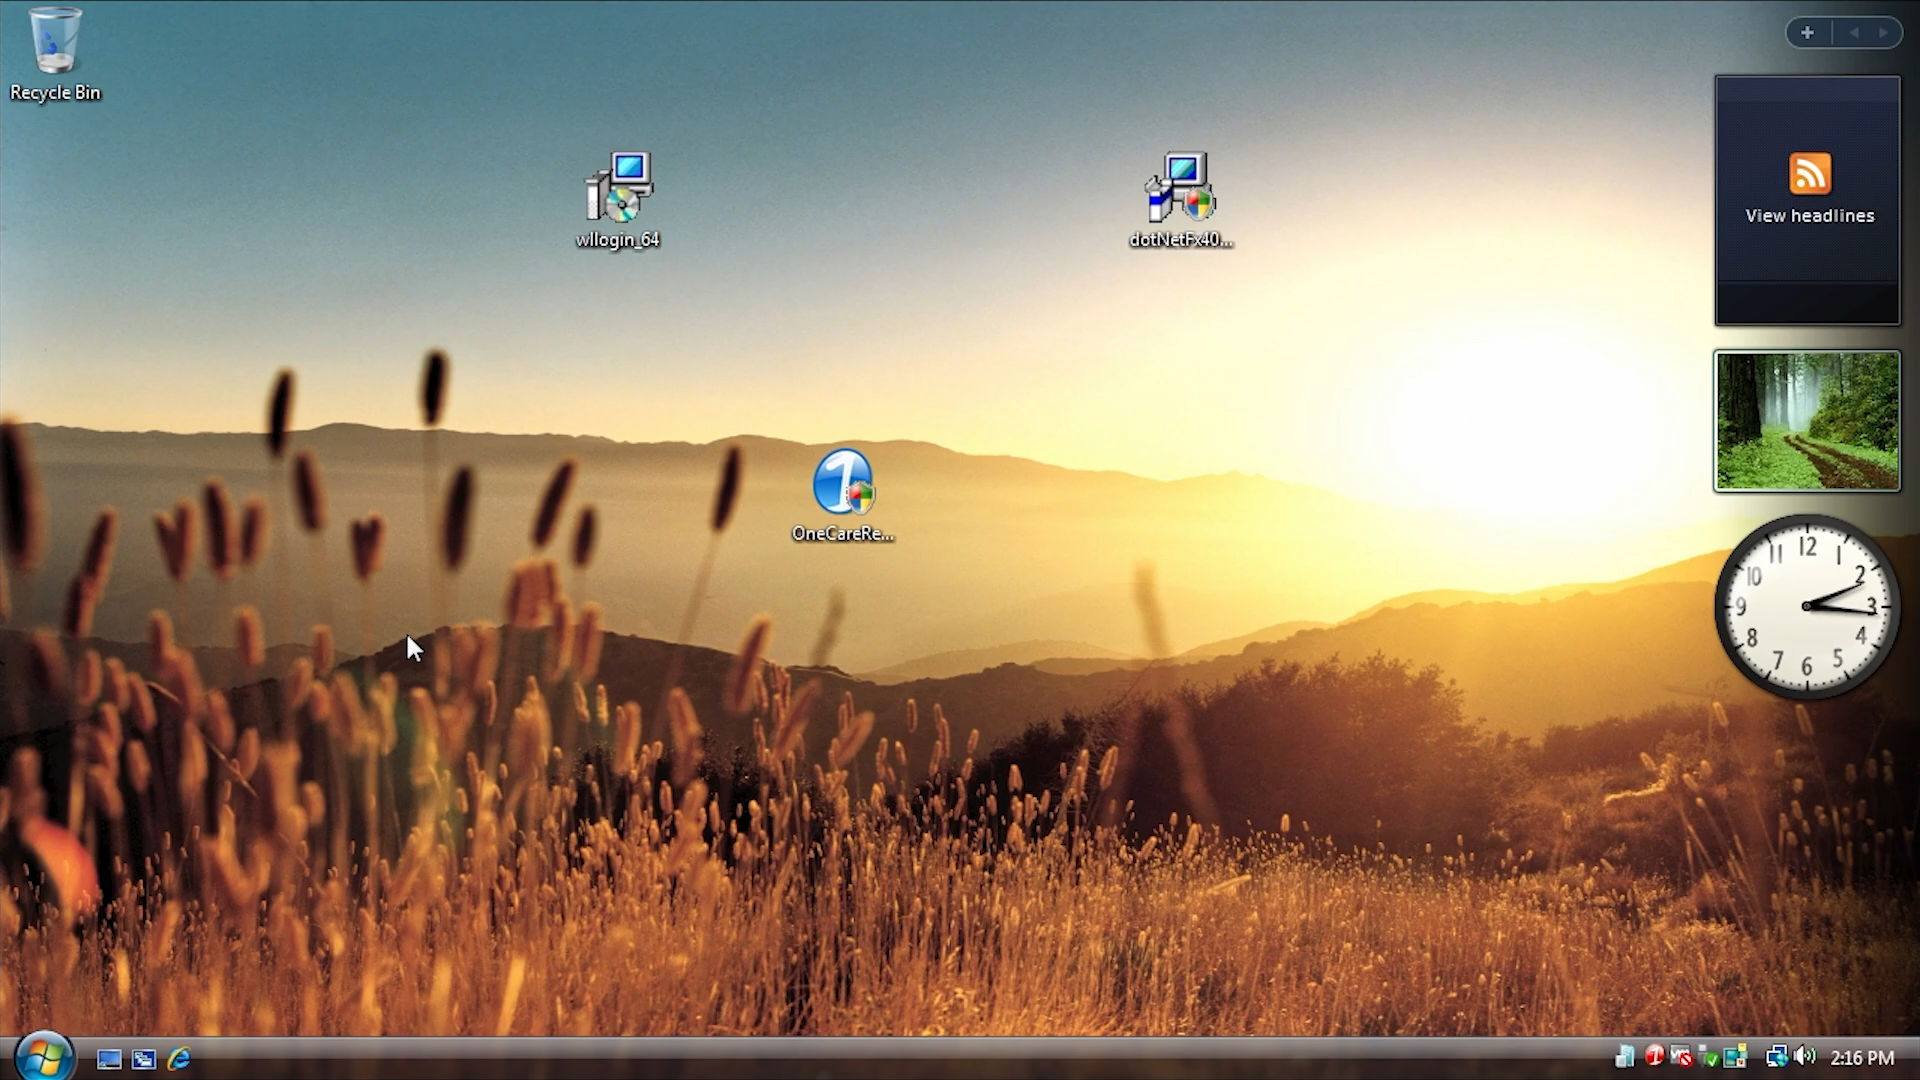 Recycle Bin
wllogin_64
dotNetFx40...
View headlines
1
OneCareRe...
12
11
1
10
2
9
3
8
4
7
5
6
2:16 PM